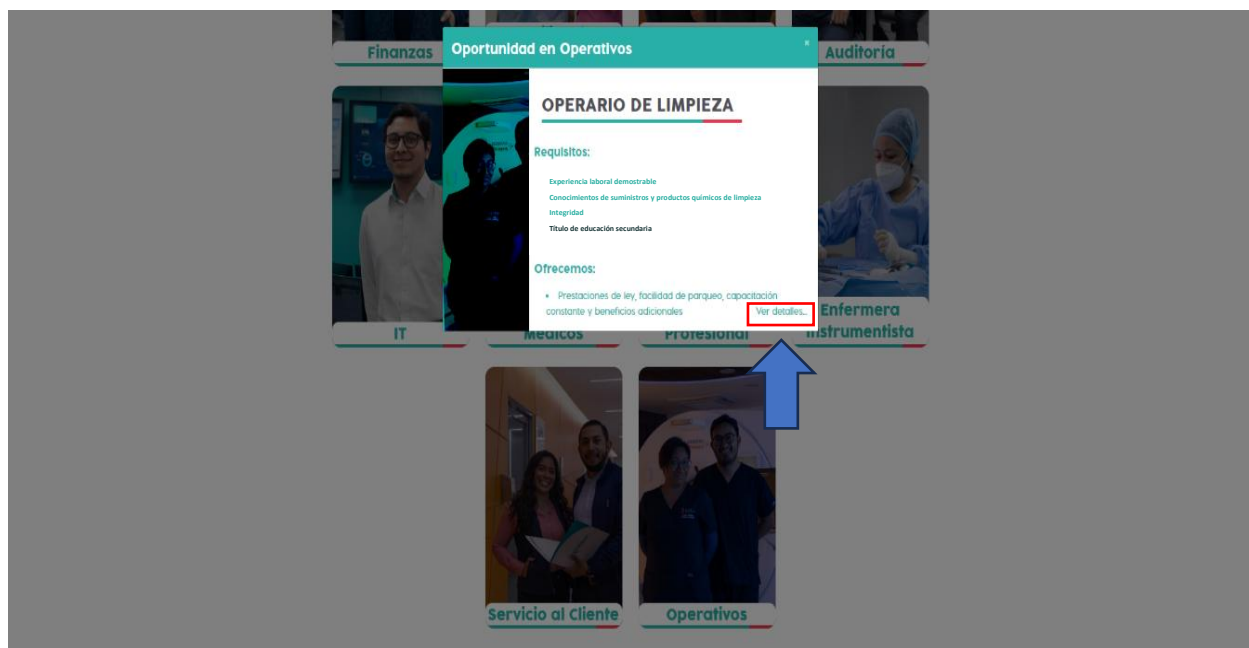 Finanzas
Oportunidad en Operativos
×
Auditoría
OPERARIO DE LIMPIEZA
Requisitos:
Experiencia laboral demostrable
Conocimientos de suministros y productos químicos de limpieza
Integridad
Título de educación secundaria
Ofrecemos:
• Prestaciones de ley, facilidad de parqueo, capacitación
constante y beneficios adicionales
Ver detalles...
IT
Médicos
Profesional
Enfermera
Instrumentista
Servicio al Cliente
Operativos